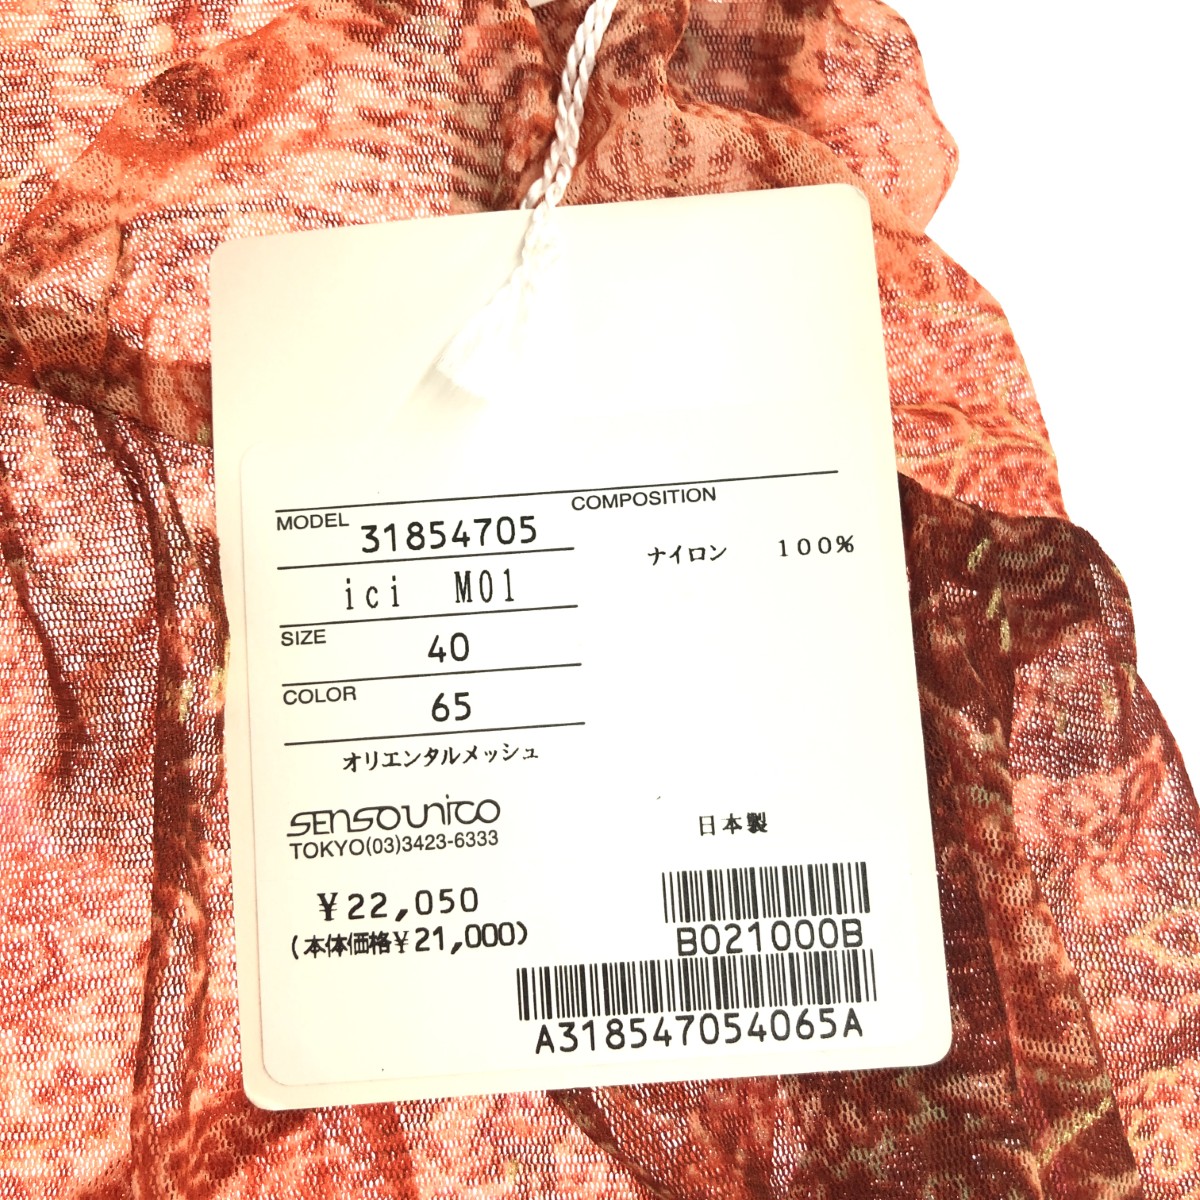 MODEL 31854705
ici M01
SIZE 40
COLOR 65
オリエンタルメッシュ
COMPOSITION
ナイロン 100%
SENSOUNICO
TOKYO(03)3423-6333
日本製
¥22,050
(本体価格¥21,000)
B021000B
A318547054065A